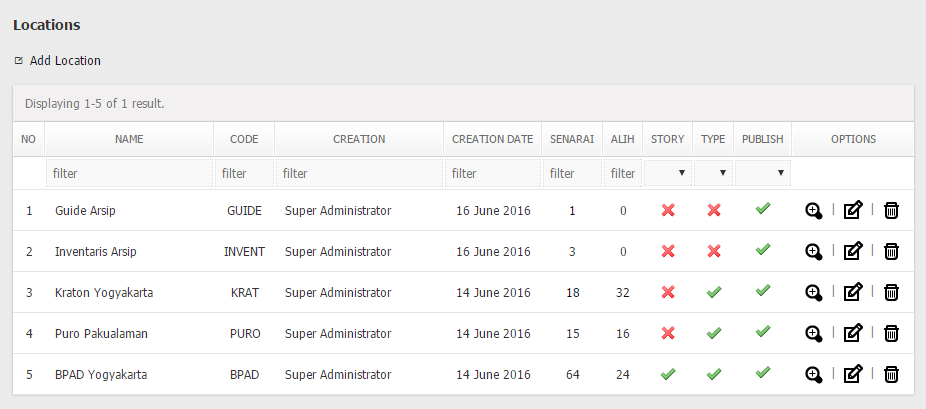 Locations
Add Location
Displaying 1-5 of 1 result.
NO NAME CODE CREATION CREATION DATE SENARAI ALIH STORY TYPE PUBLISH OPTIONS
filter filter filter filter filter filter
1 Guide Arsip GUIDE Super Administrator 16 June 2016 1 0 | |
2 Inventaris Arsip INVENT Super Administrator 16 June 2016 3 0 | |
3 Kraton Yogyakarta KRAT Super Administrator 14 June 2016 18 32 | |
4 Puro Pakualaman PURO Super Administrator 14 June 2016 15 16 | |
5 BPAD Yogyakarta BPAD Super Administrator 14 June 2016 64 24 | |